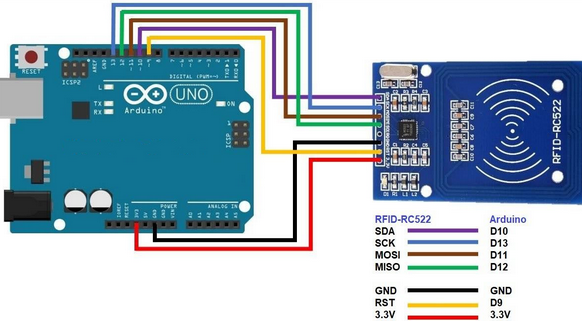 RESET
ICSP2
AREF
GND
13
12
11
10
9
8
7
DIGITAL (PWM~)
L
TX
RX
UNO
Arduino™
ON
ICSP
IOREF
RESET
3V3
5V
GND
GND
VIN
POWER
ANALOG IN
A0
A1
A2
A3
A4
A5
RFID-RC522
RFID-RC522 Arduino
SDA D10
SCK D13
MOSI D11
MISO D12
GND GND
RST D9
3.3V 3.3V